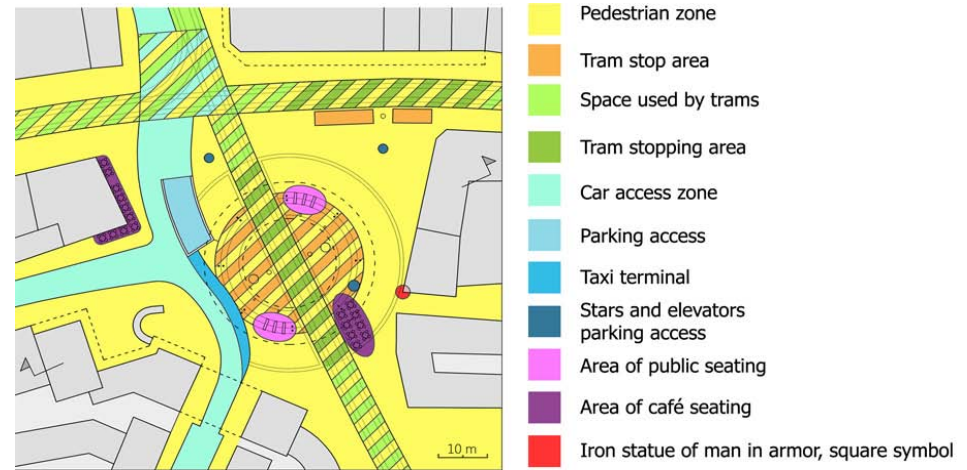 Pedestrian zone
Tram stop area
Space used by trams
Tram stopping area
Car access zone
Parking access
Taxi terminal
Stars and elevators
parking access
Area of public seating
Area of café seating
10 m
Iron statue of man in armor, square symbol